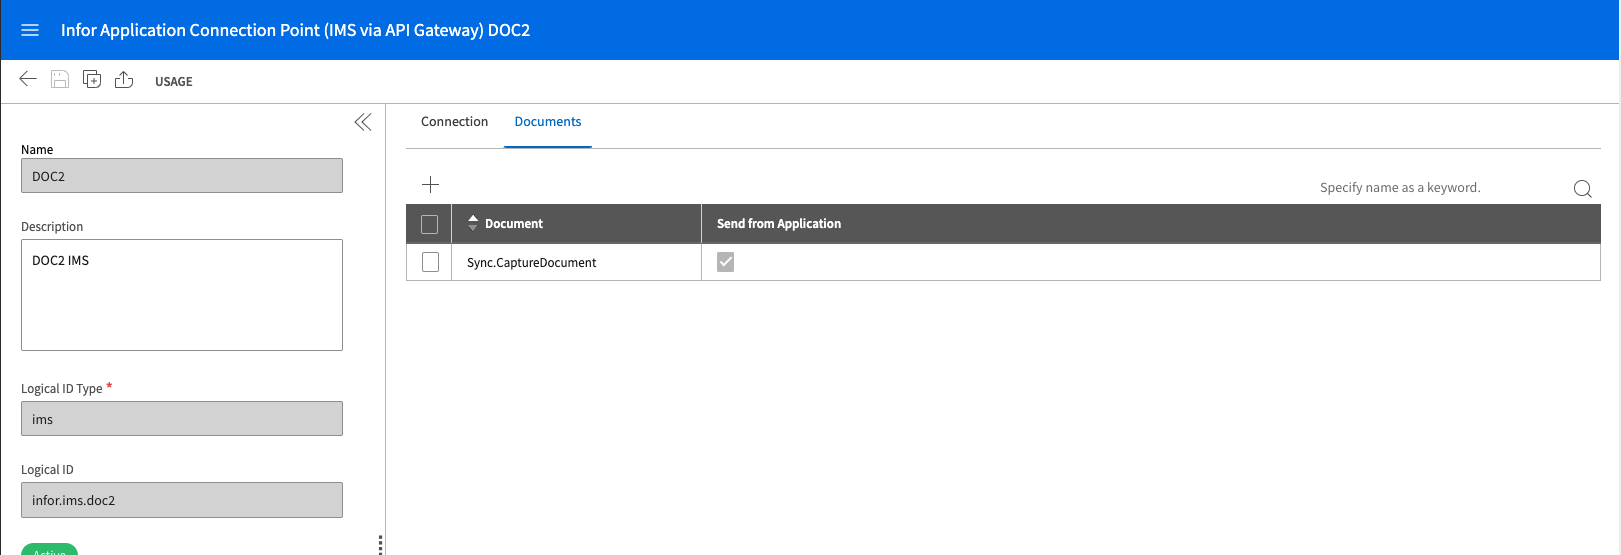 Infor Application Connection Point (IMS via API Gateway) DOC2
USAGE
Name
DOC2
Description
DOC2 IMS
Logical ID Type *
ims
Logical ID
infor.ims.doc2
Active
Connection Documents
Specify name as a keyword.
Document Send from Application
Sync.CaptureDocument